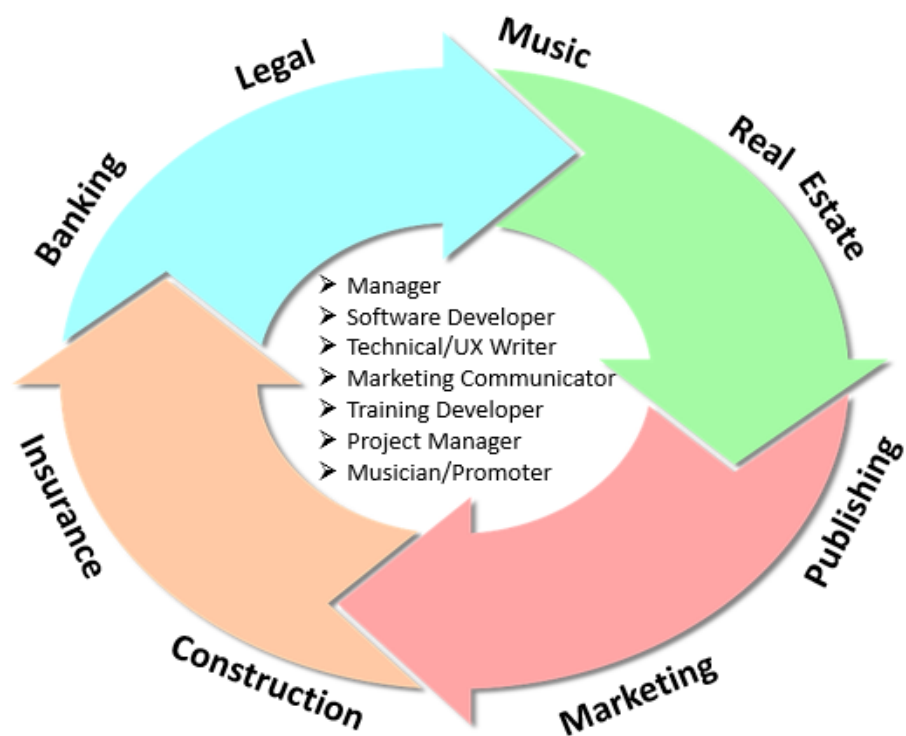 Music
Legal
Real Estate
Banking
➢ Manager
➢ Software Developer
➢ Technical/UX Writer
➢ Marketing Communicator
➢ Training Developer
➢ Project Manager
➢ Musician/Promoter
Insurance
Publishing
Construction
Marketing